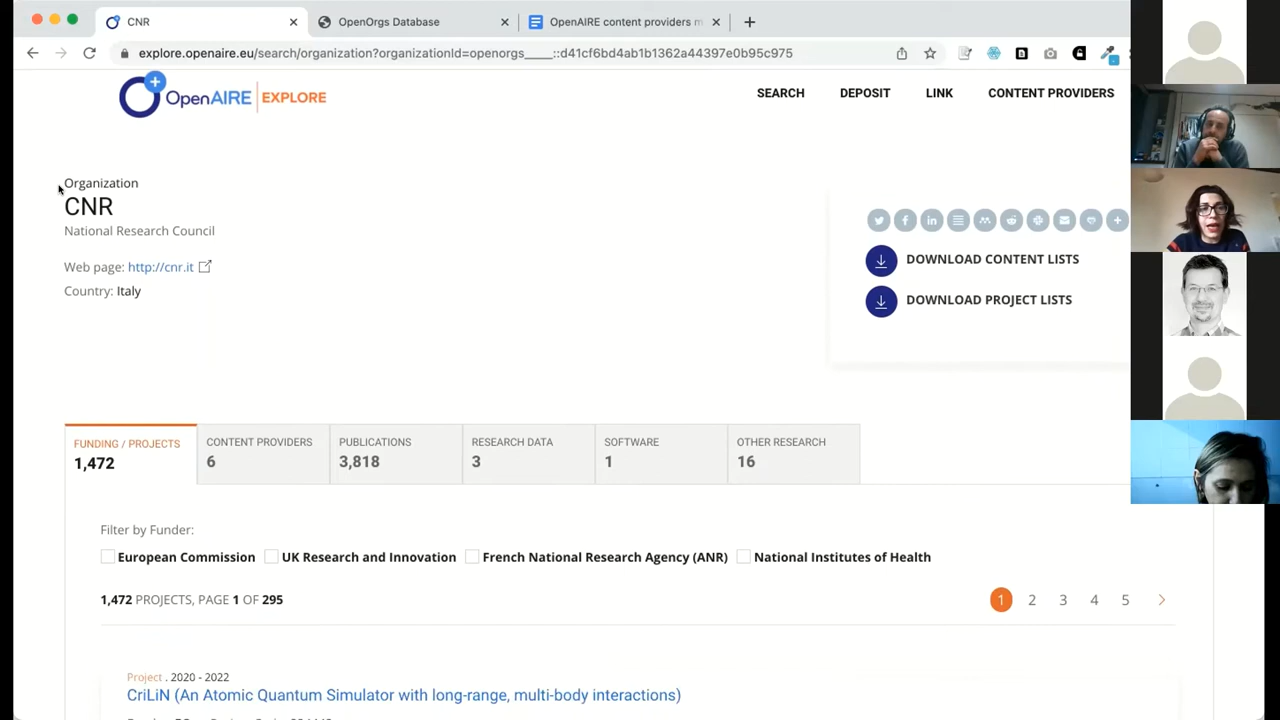 CNR
OpenOrgs Database
OpenAIRE content providers m
explore.openaire.eu/search/organization?organizationId=openorgs____::d41cf6bd4ab1b1362a44397e0b95c975
OpenAIRE EXPLORE
SEARCH
DEPOSIT
LINK
CONTENT PROVIDERS
Organization
CNR
National Research Council
Web page: http://cnr.it
Country: Italy
DOWNLOAD CONTENT LISTS
DOWNLOAD PROJECT LISTS
FUNDING / PROJECTS
1,472
CONTENT PROVIDERS
6
PUBLICATIONS
3,818
RESEARCH DATA
3
SOFTWARE
1
OTHER RESEARCH
16
Filter by Funder:
European Commission
UK Research and Innovation
French National Research Agency (ANR)
National Institutes of Health
1,472 PROJECTS, PAGE 1 OF 295
1 2 3 4 5
Project . 2020 - 2022
CriLiN (An Atomic Quantum Simulator with long-range, multi-body interactions)